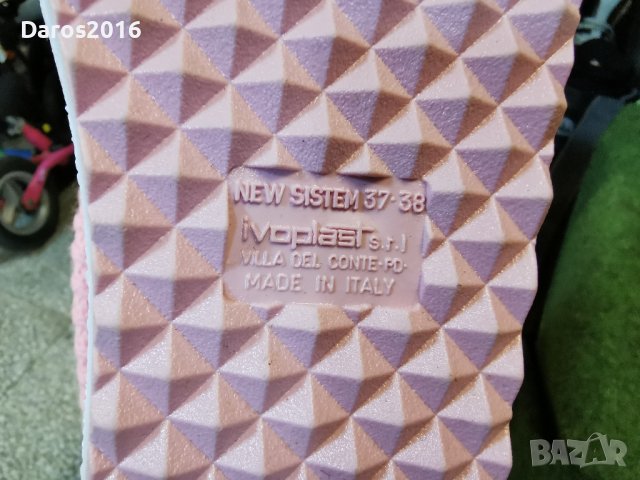 Daros2016
NEW SISTEM 37-38
ivoplast s.r.l
VILLA DEL CONTE-PD-
MADE IN ITALY
BAZAR